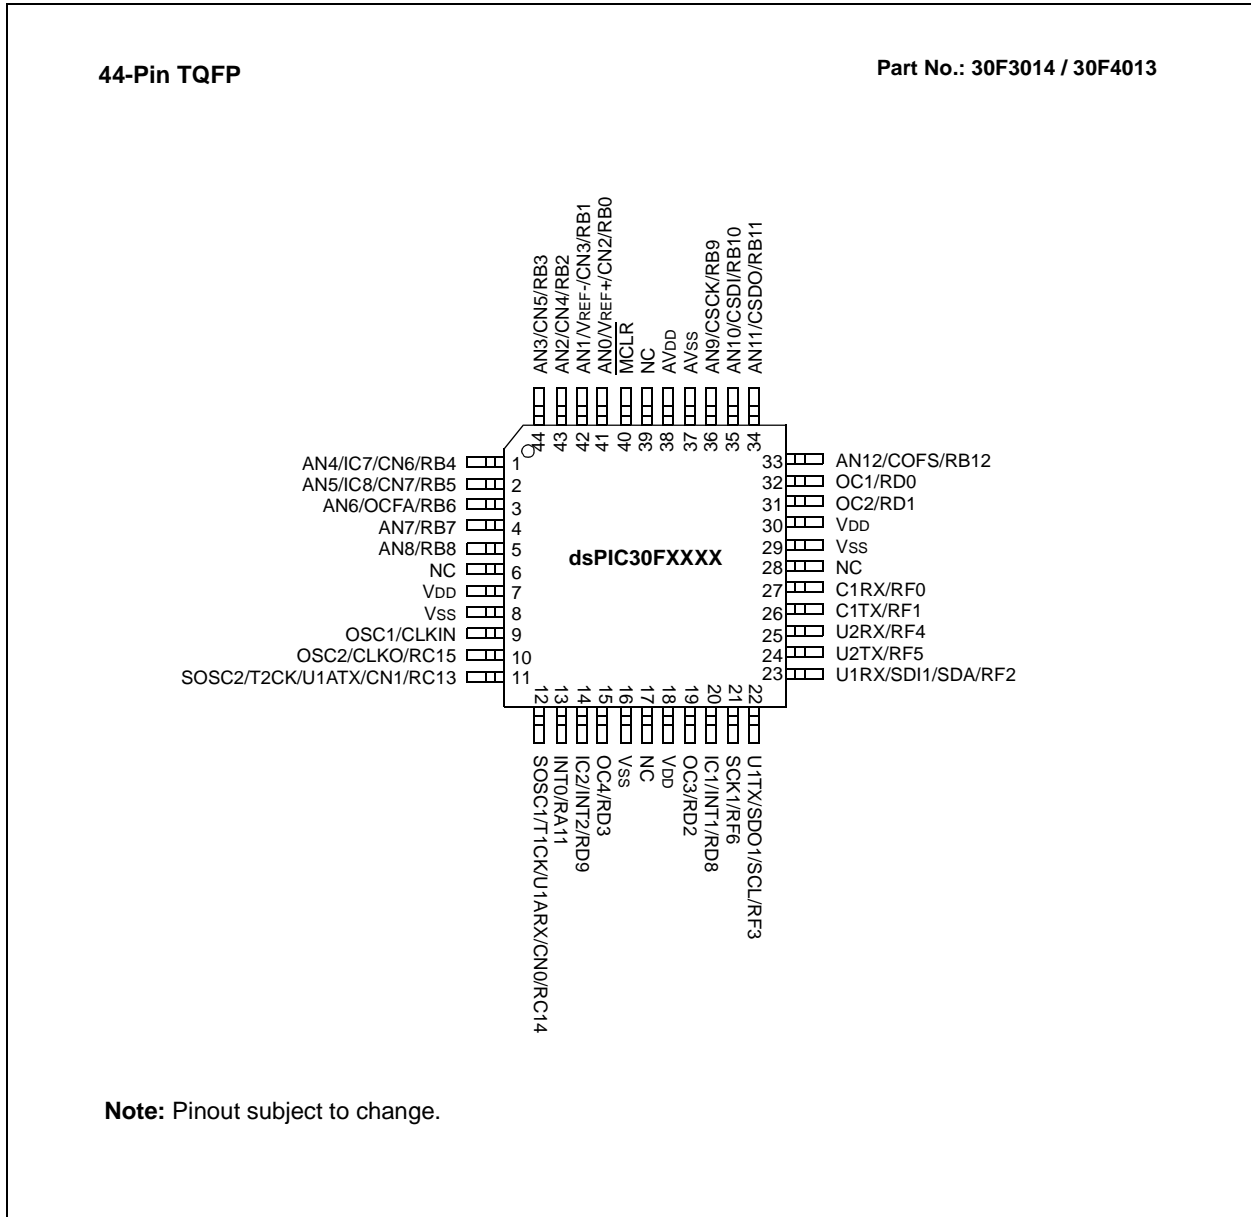 44-Pin TQFP
Part No.: 30F3014 / 30F4013
AN3/CN5/RB3
AN2/CN4/RB2
AN1/VREF-/CN3/RB1
AN0/VREF+/CN2/RB0
MCLR
NC
AVDD
AVSS
AN9/CSCK/RB9
AN10/CSDI/RB10
AN11/CSDO/RB11
44
43
42
41
40
39
38
37
36
35
34
AN4/IC7/CN6/RB4 1
AN5/IC8/CN7/RB5 2
AN6/OCFA/RB6 3
AN7/RB7 4
AN8/RB8 5
NC 6
VDD 7
VSS 8
OSC1/CLKIN 9
OSC2/CLKO/RC15 10
SOSC2/T2CK/U1ATX/CN1/RC13 11
dsPIC30FXXXX
33 AN12/COFS/RB12
32 OC1/RD0
31 OC2/RD1
30 VDD
29 VSS
28 NC
27 C1RX/RF0
26 C1TX/RF1
25 U2RX/RF4
24 U2TX/RF5
23 U1RX/SDI1/SDA/RF2
12
13
14
15
16
17
18
19
20
21
22
SOSC1/T1CK/U1ARX/CN0/RC14
INT0/RA11
IC2/INT2/RD9
OC4/RD3
VSS
NC
VDD
OC3/RD2
IC1/INT1/RD8
SCK1/RF6
U1TX/SDO1/SCL/RF3
Note: Pinout subject to change.